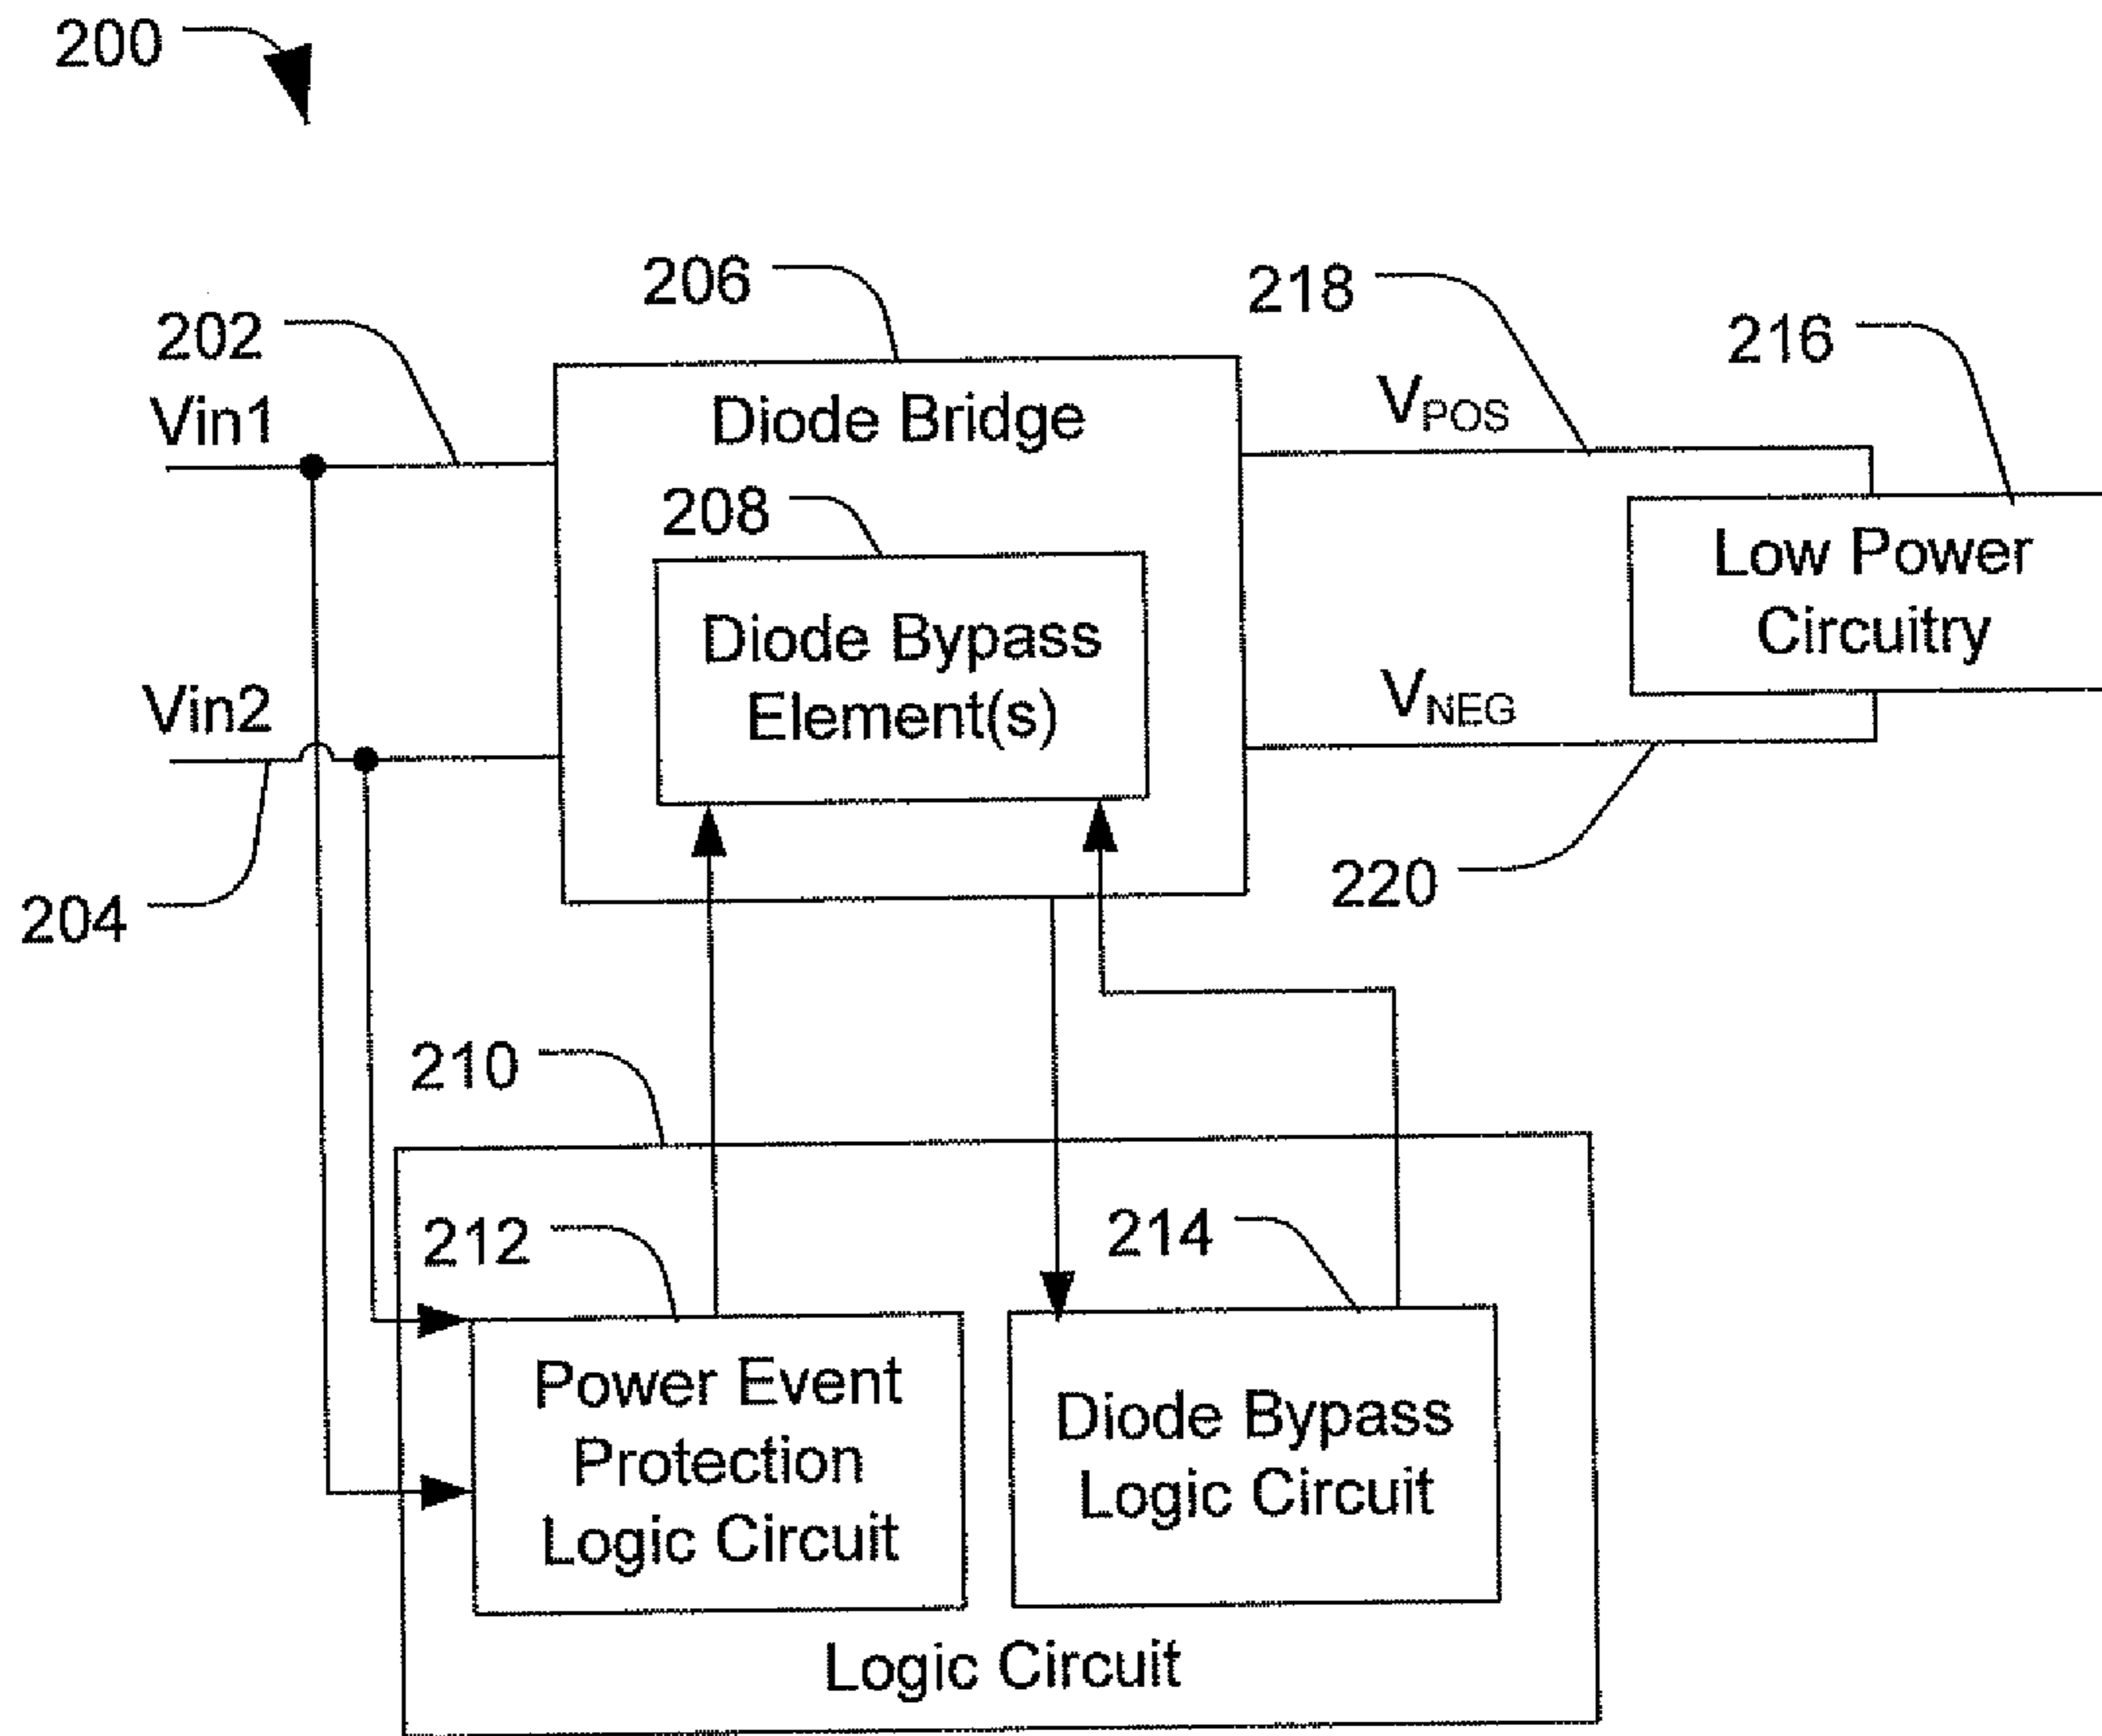 200
206
218
216
202
Vin1
Diode Bridge
VPOS
208
Low Power
Circuitry
Diode Bypass
Element(s)
Vin2
VNEG
204
220
210
212
214
Power Event
Protection
Logic Circuit
Diode Bypass
Logic Circuit
Logic Circuit